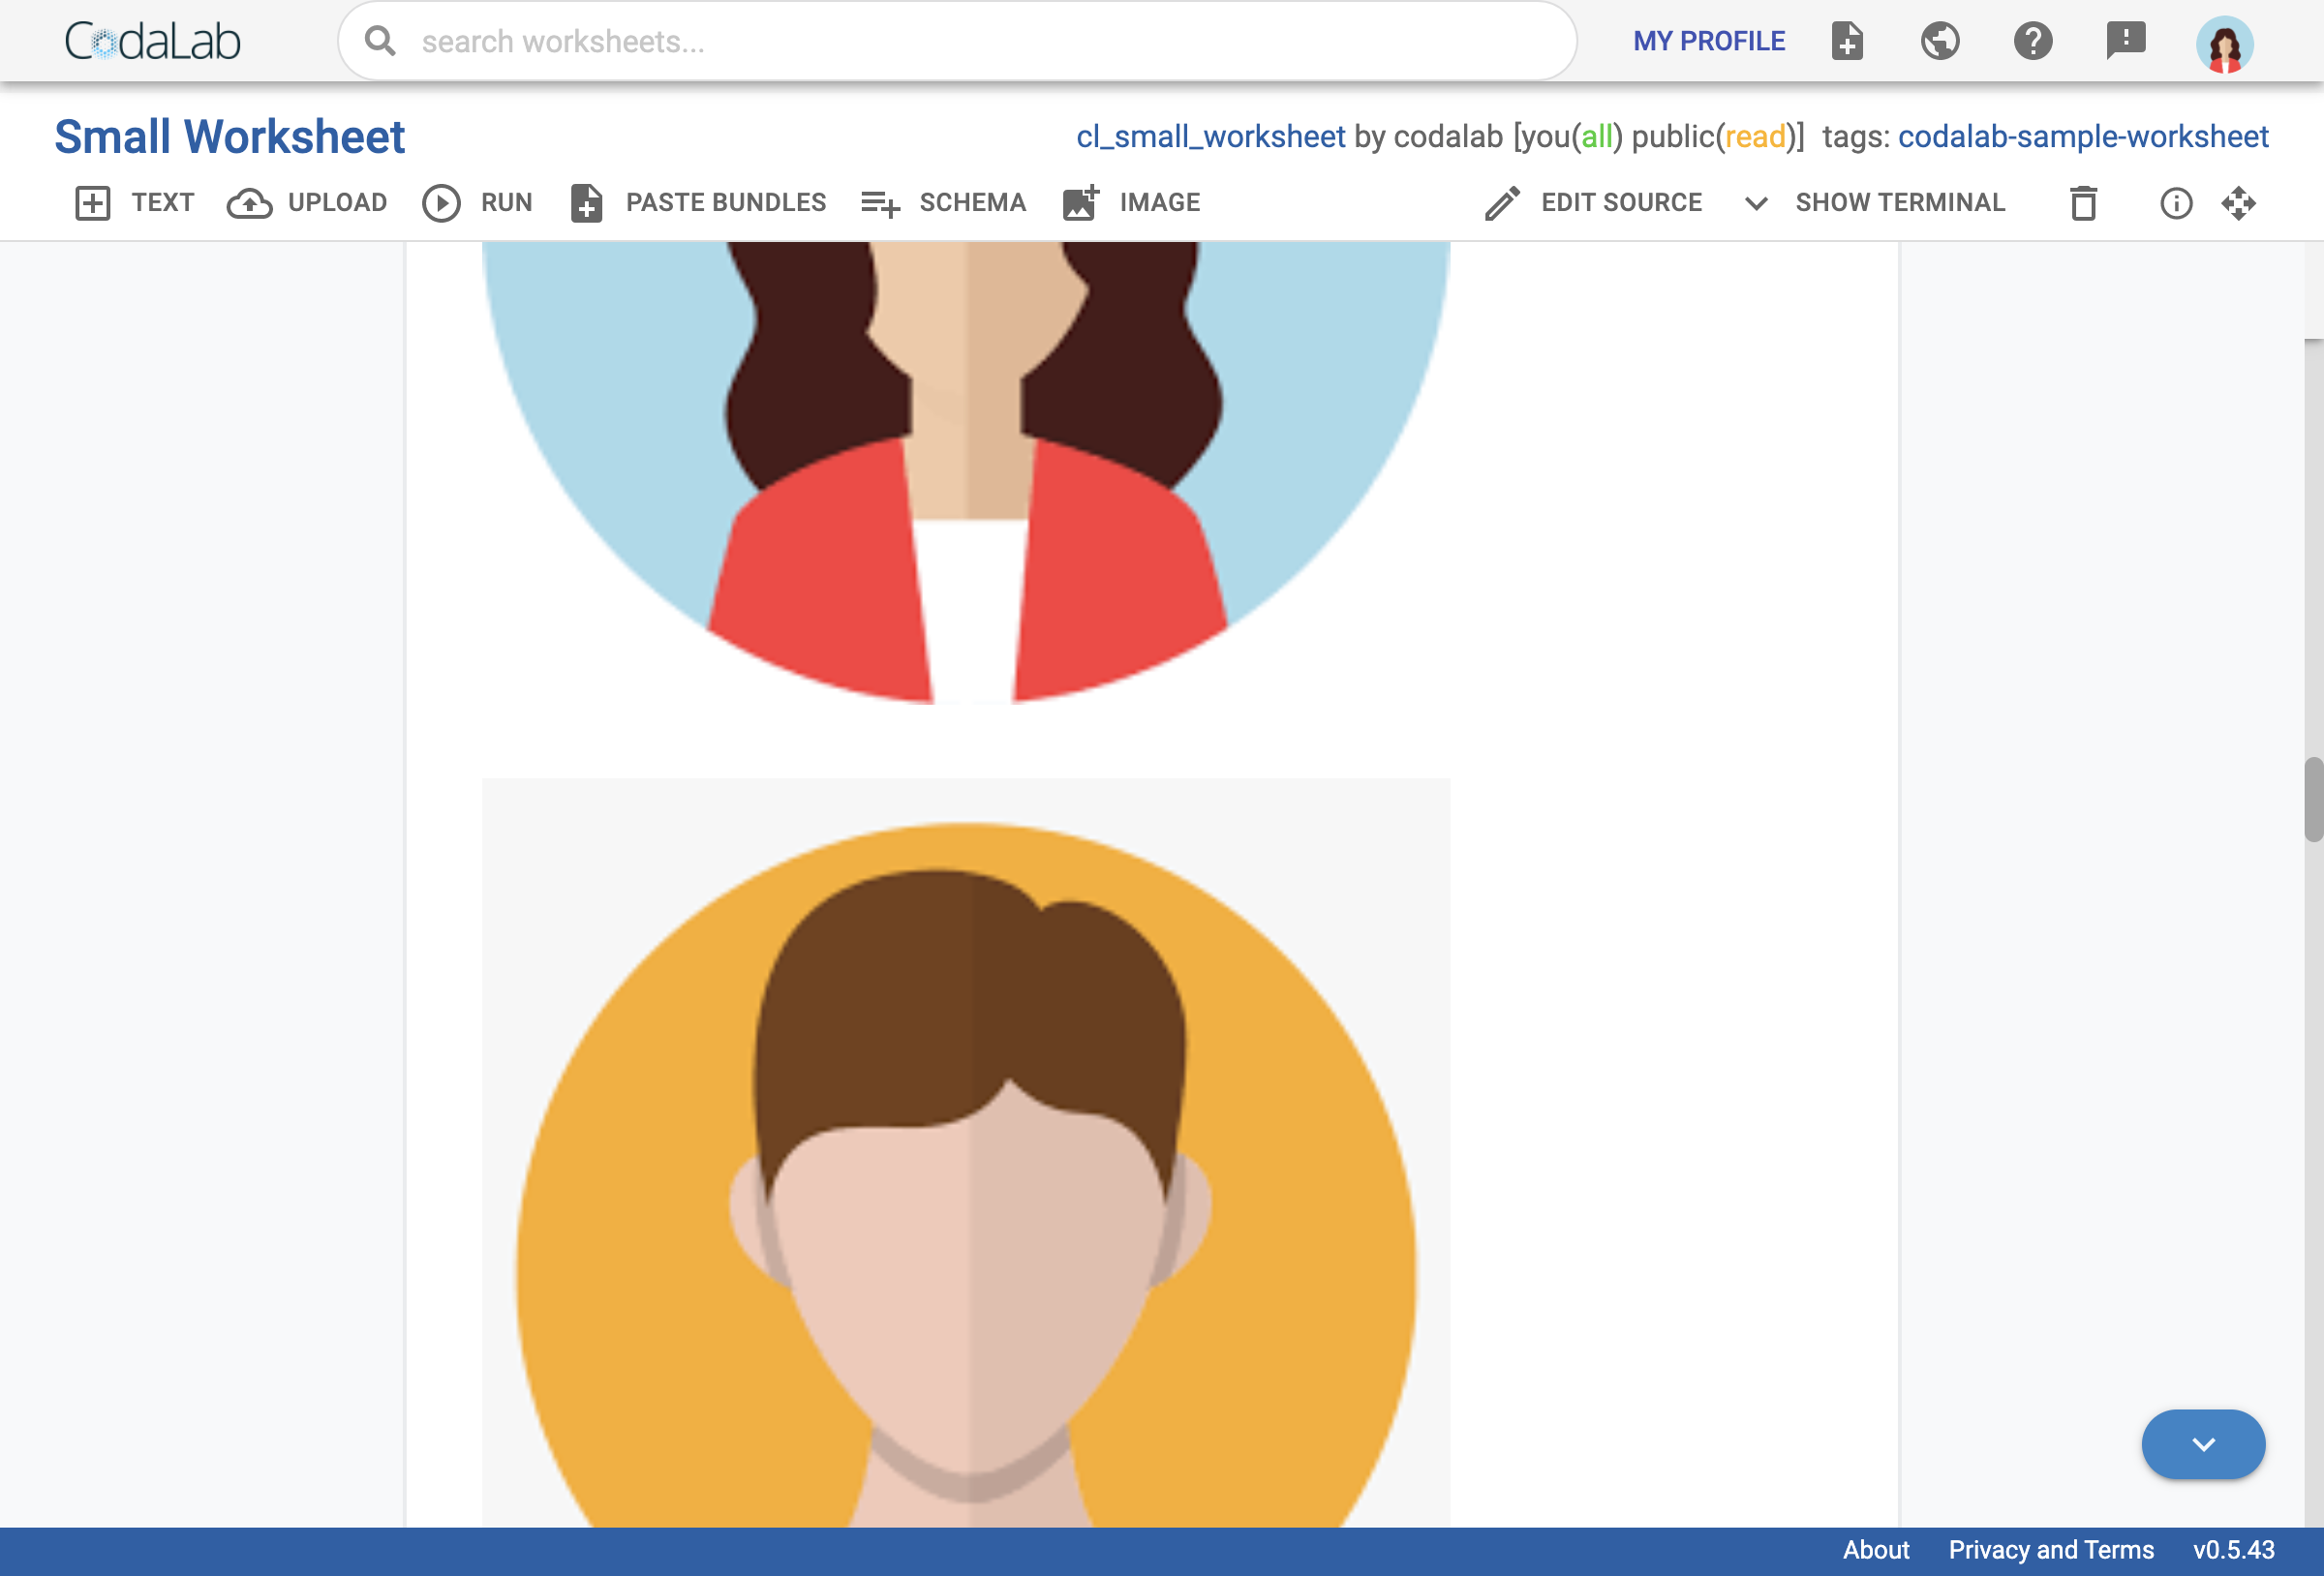 CodaLab
search worksheets...
MY PROFILE
Small Worksheet
cl_small_worksheet by codalab [you(all) public(read)] tags: codalab-sample-worksheet
TEXT UPLOAD RUN PASTE BUNDLES SCHEMA IMAGE EDIT SOURCE SHOW TERMINAL
About Privacy and Terms v0.5.43